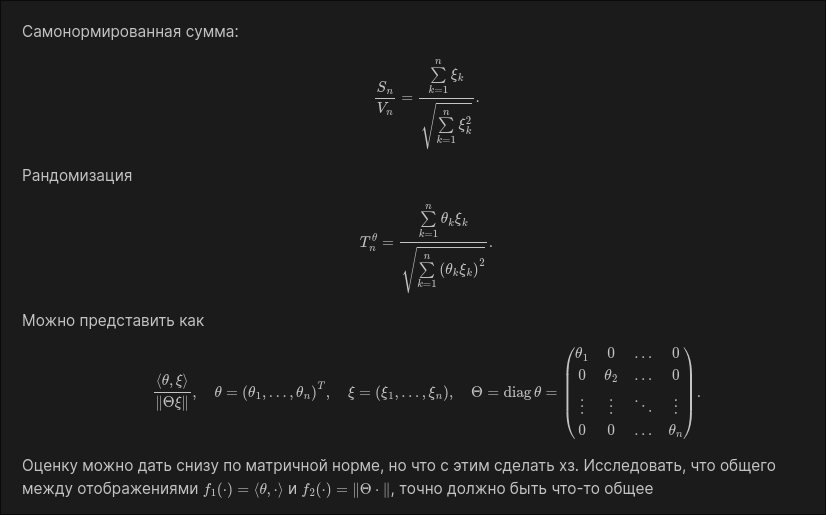 Самонормированная сумма:
\frac{S_n}{V_n} = \frac{\sum\limits_{k=1}^{n} \xi_k}{\sqrt{\sum\limits_{k=1}^{n} \xi_k^2}}.
Рандомизация
T_n^\theta = \frac{\sum\limits_{k=1}^{n} \theta_k \xi_k}{\sqrt{\sum\limits_{k=1}^{n} (\theta_k \xi_k)^2}}.
Можно представить как
\frac{\langle \theta, \xi \rangle}{\|\Theta \xi\|}, \quad \theta = (\theta_1, \ldots, \theta_n)^T, \quad \xi = (\xi_1, \ldots, \xi_n), \quad \Theta = \operatorname{diag} \theta = \begin{pmatrix} \theta_1 & 0 & \ldots & 0 \\ 0 & \theta_2 & \ldots & 0 \\ \vdots & \vdots & \ddots & \vdots \\ 0 & 0 & \ldots & \theta_n \end{pmatrix}.
Оценку можно дать снизу по матричной норме, но что с этим сделать хз. Исследовать, что общего
между отображениями f_1(\cdot) = \langle \theta, \cdot \rangle и f_2(\cdot) = \|\Theta \cdot\|, точно должно быть что-то общее